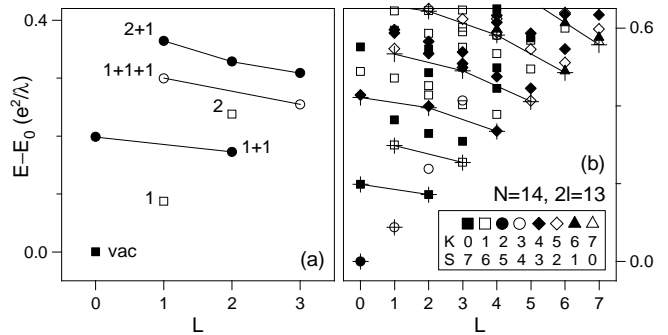 0.4
2+1
1+1+1
2
1+1
1
0.0
vac
(a)
E−E0 (e²/λ)
0 1 2 3
L
0.6
(b)
N=14, 2l=13
K 0 1 2 3 4 5 6 7
S 7 6 5 4 3 2 1 0
0.0
0 1 2 3 4 5 6 7
L